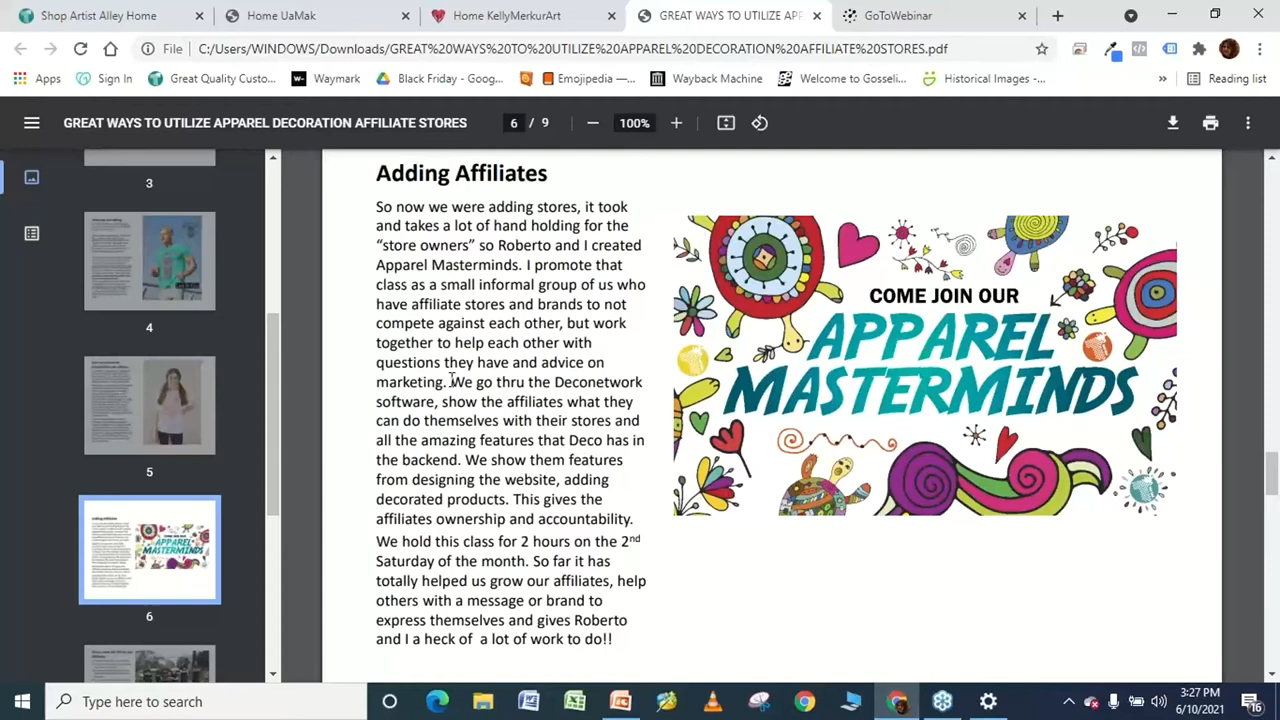 Shop Artist Alley Home
Home UaMak
Home KellyMerkurArt
GREAT WAYS TO UTILIZE APP
GoToWebinar
File
C:/Users/WINDOWS/Downloads/GREAT%20WAYS%20TO%20UTILIZE%20APPAREL%20DECORATION%20AFFILIATE%20STORES.pdf
Apps
Sign In
Great Quality Custo...
Waymark
Black Friday - Goog...
Emojipedia —...
Wayback Machine
Welcome to Gosseli...
Historical Images -...
»
Reading list
GREAT WAYS TO UTILIZE APPAREL DECORATION AFFILIATE STORES
6 / 9
100%
3
4
5
6
Adding Affiliates
So now we were adding stores, it took
and takes a lot of hand holding for the
“store owners” so Roberto and I created
Apparel Masterminds. I promote that
class as a small informal group of us who
have affiliate stores and brands to not
compete against each other, but work
together to help each other with
questions they have and advice on
marketing. We go thru the Deconetwork
software, show the affiliates what they
can do themselves with their stores and
all the amazing features that Deco has in
the backend. We show them features
from designing the website, adding
decorated products. This gives the
affiliates ownership and accountability.
We hold this class for 2 hours on the 2nd
Saturday of the month. So far it has
totally helped us grow our affiliates, help
others with a message or brand to
express themselves and gives Roberto
and I a heck of  a lot of work to do!!
COME JOIN OUR
APPAREL
MASTERMINDS
Type here to search
3:27 PM
6/10/2021
16